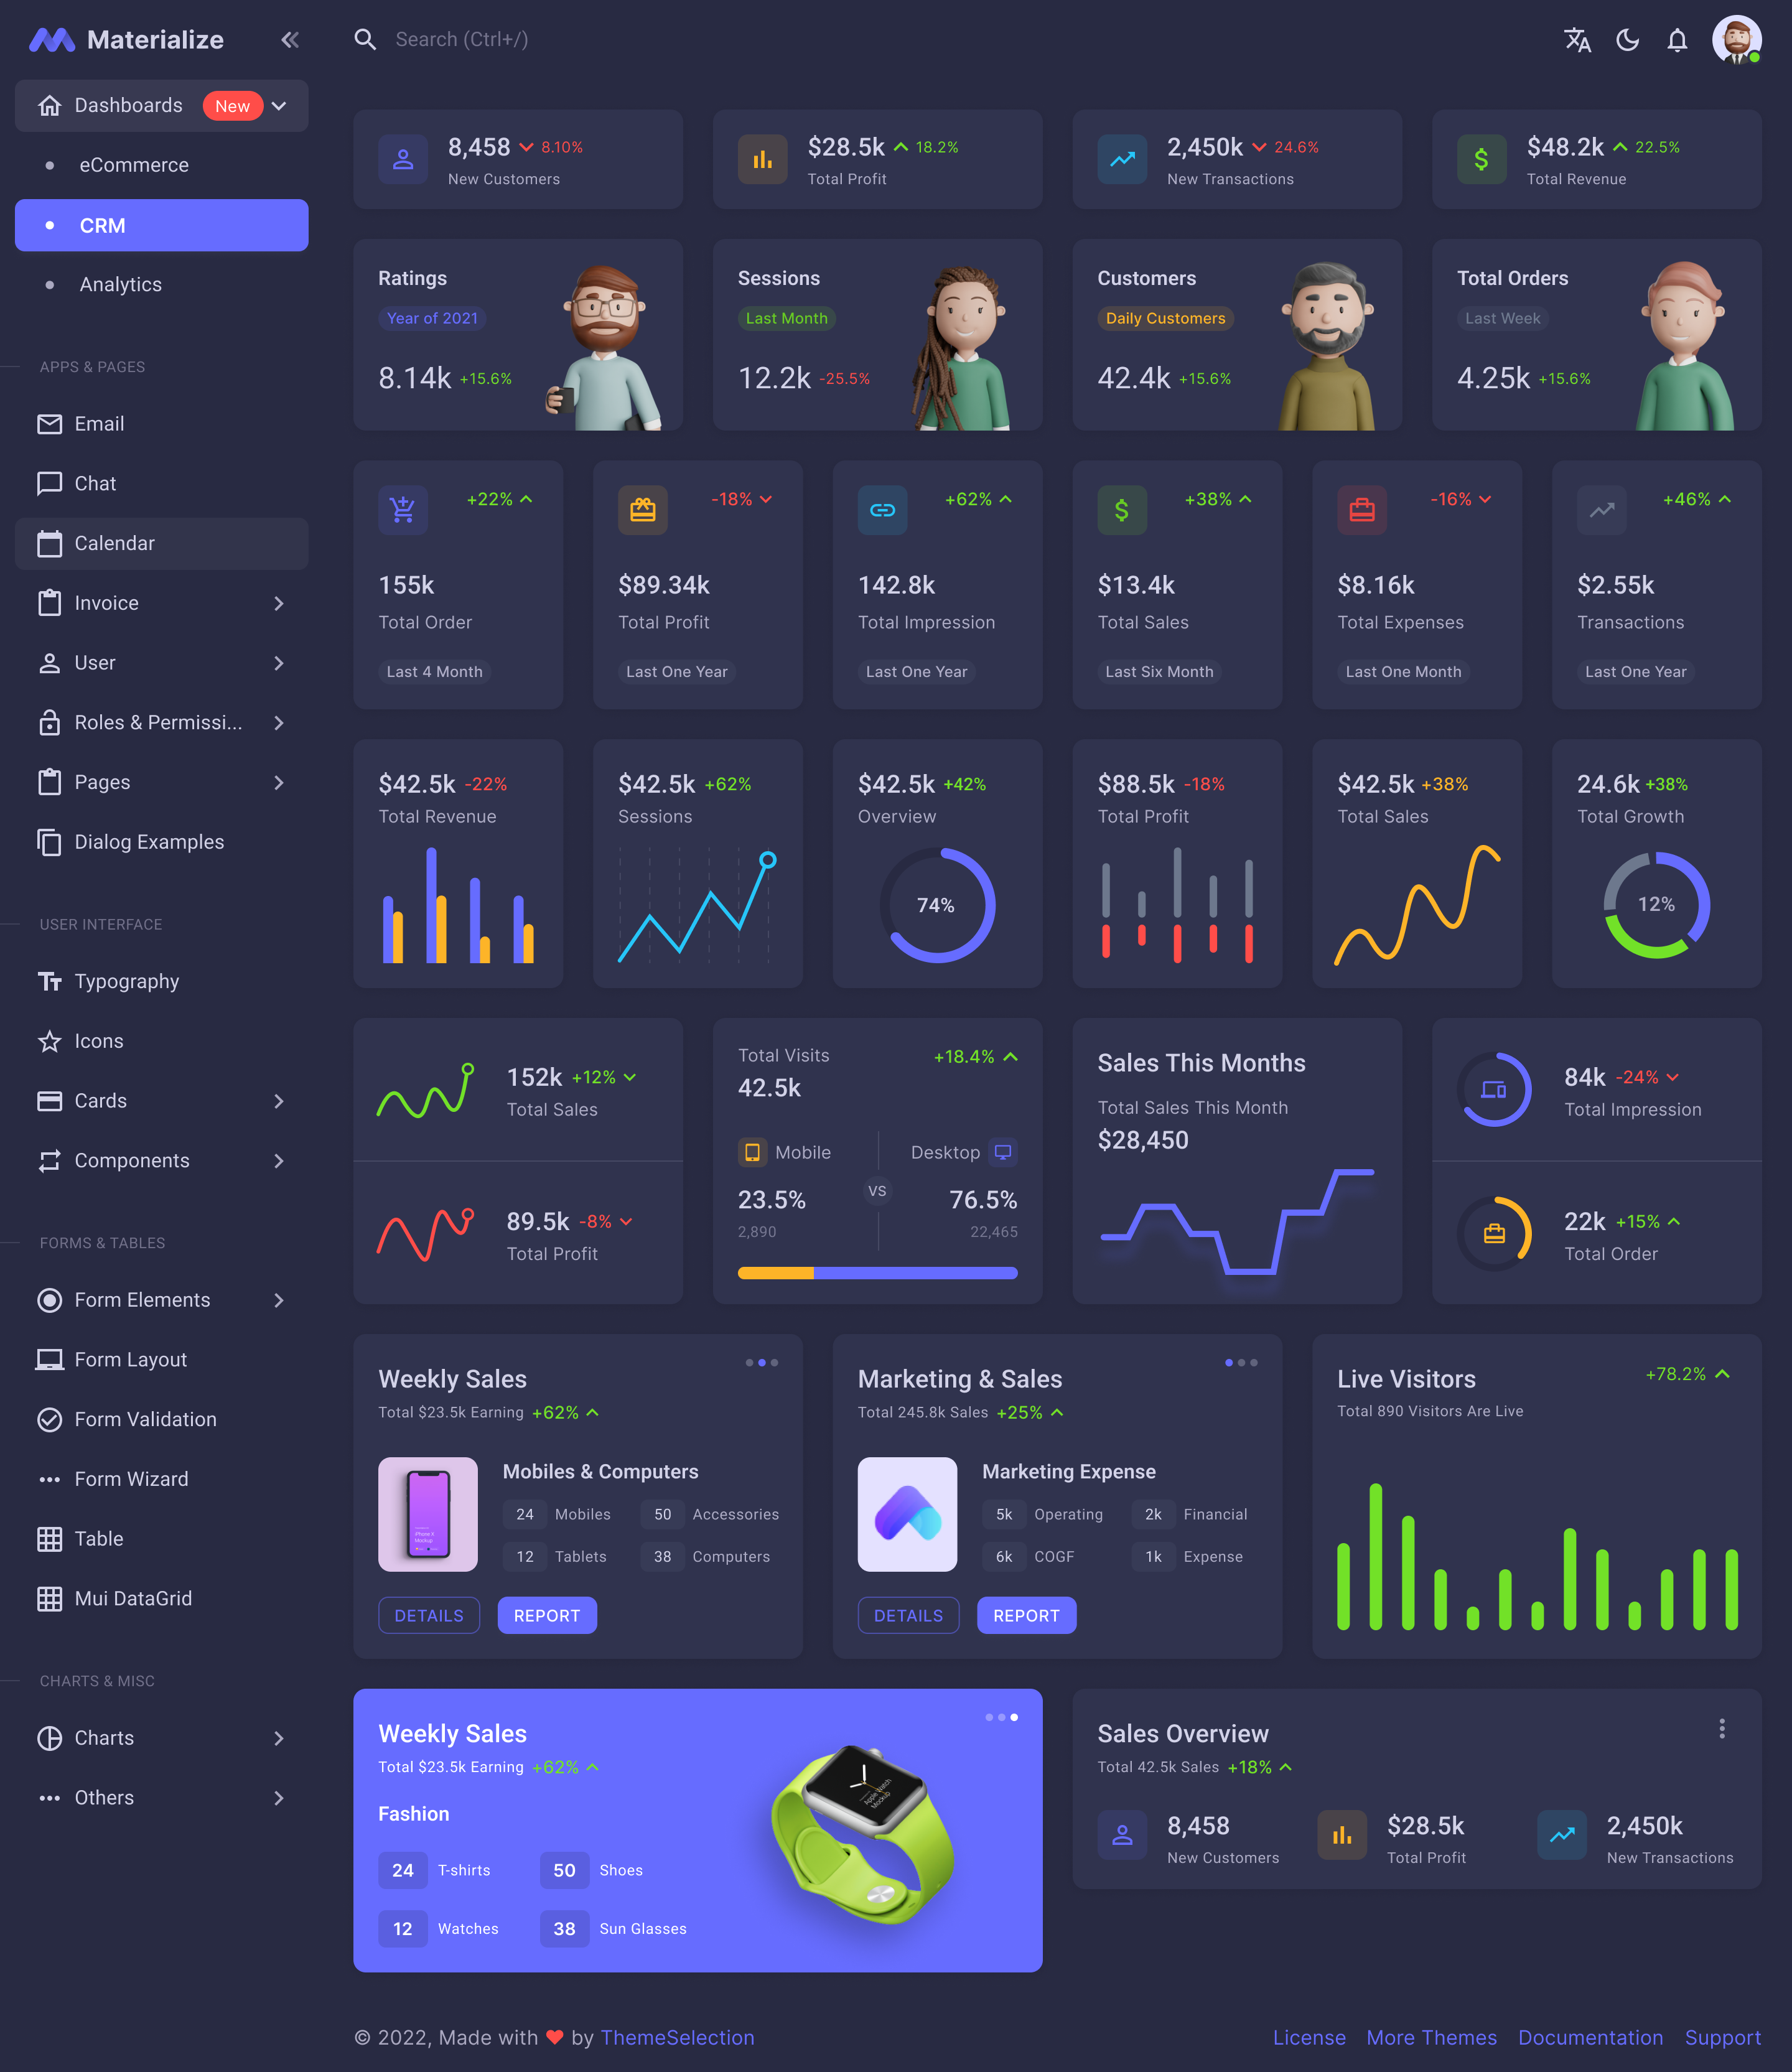 Materialize
Search (Ctrl+/)
Dashboards New
eCommerce
CRM
Analytics
APPS & PAGES
Email
Chat
Calendar
Invoice
User
Roles & Permissi...
Pages
Dialog Examples
USER INTERFACE
Typography
Icons
Cards
Components
FORMS & TABLES
Form Elements
Form Layout
Form Validation
Form Wizard
Table
Mui DataGrid
CHARTS & MISC
Charts
Others
8,458 8.10%
New Customers
$28.5k 18.2%
Total Profit
2,450k 24.6%
New Transactions
$48.2k 22.5%
Total Revenue
Ratings
Year of 2021
8.14k +15.6%
Sessions
Last Month
12.2k -25.5%
Customers
Daily Customers
42.4k +15.6%
Total Orders
Last Week
4.25k +15.6%
+22%
155k
Total Order
Last 4 Month
-18%
$89.34k
Total Profit
Last One Year
+62%
142.8k
Total Impression
Last One Year
+38%
$13.4k
Total Sales
Last Six Month
-16%
$8.16k
Total Expenses
Last One Month
+46%
$2.55k
Transactions
Last One Year
$42.5k -22%
Total Revenue
$42.5k +62%
Sessions
$42.5k +42%
Overview
74%
$88.5k -18%
Total Profit
$42.5k +38%
Total Sales
24.6k +38%
Total Growth
12%
152k +12%
Total Sales
89.5k -8%
Total Profit
Total Visits +18.4%
42.5k
Mobile Desktop
VS
23.5% 76.5%
2,890 22,465
Sales This Months
Total Sales This Month
$28,450
84k -24%
Total Impression
22k +15%
Total Order
Weekly Sales
Total $23.5k Earning +62%
iPhone X
Mockup
Mobiles & Computers
24 Mobiles 50 Accessories
12 Tablets 38 Computers
DETAILS REPORT
Marketing & Sales
Total 245.8k Sales +25%
Marketing Expense
5k Operating 2k Financial
6k COGF 1k Expense
DETAILS REPORT
Live Visitors +78.2%
Total 890 Visitors Are Live
Weekly Sales
Total $23.5k Earning +62%
Fashion
24 T-shirts 50 Shoes
12 Watches 38 Sun Glasses
Apple Watch
Mockup
Sales Overview
Total 42.5k Sales +18%
8,458
New Customers
$28.5k
Total Profit
2,450k
New Transactions
© 2022, Made with ❤ by ThemeSelection
License More Themes Documentation Support